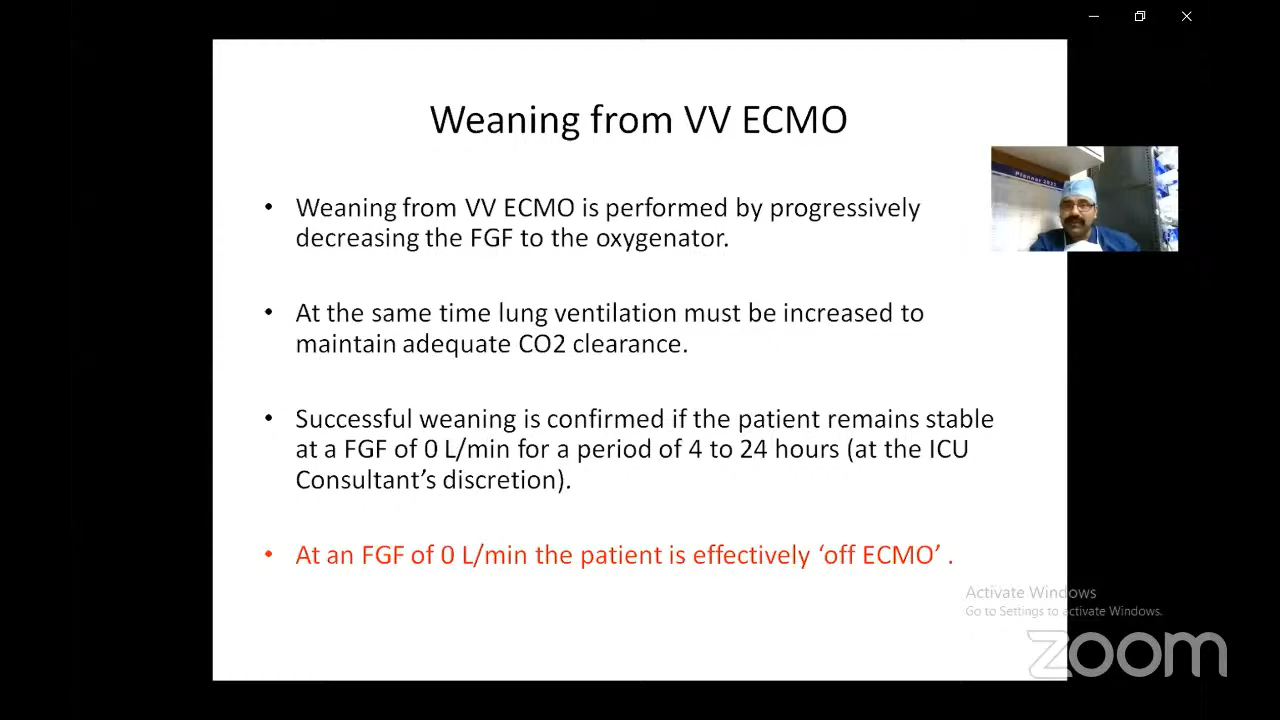 Weaning from VV ECMO
Planner 2021
• Weaning from VV ECMO is performed by progressively
decreasing the FGF to the oxygenator.
• At the same time lung ventilation must be increased to
maintain adequate CO2 clearance.
• Successful weaning is confirmed if the patient remains stable
at a FGF of 0 L/min for a period of 4 to 24 hours (at the ICU
Consultant’s discretion).
• At an FGF of 0 L/min the patient is effectively ‘off ECMO’ .
Activate Windows
Go to Settings to activate Windows.
zoom